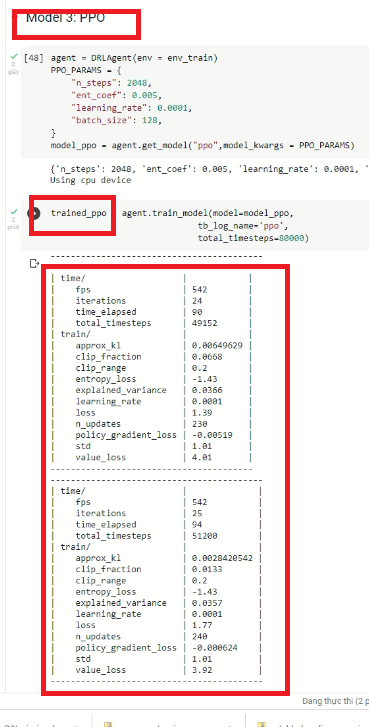 Model 3: PPO
[48] agent = DRLAgent(env = env_train)
PPO_PARAMS = {
"n_steps": 2048,
"ent_coef": 0.005,
"learning_rate": 0.0001,
"batch_size": 128,
}
model_ppo = agent.get_model("ppo",model_kwargs = PPO_PARAMS)
0
giây
{'n_steps': 2048, 'ent_coef': 0.005, 'learning_rate': 0.0001, '
Using cpu device
trained_ppo agent.train_model(model=model_ppo,
tb_log_name='ppo',
total_timesteps=80000)
2
phút
------------------------------------------
| time/ | |
| fps | 542 |
| iterations | 24 |
| time_elapsed | 90 |
| total_timesteps | 49152 |
| train/ | |
| approx_kl | 0.00649629 |
| clip_fraction | 0.0668 |
| clip_range | 0.2 |
| entropy_loss | -1.43 |
| explained_variance | 0.0366 |
| learning_rate | 0.0001 |
| loss | 1.39 |
| n_updates | 230 |
| policy_gradient_loss | -0.00519 |
| std | 1.01 |
| value_loss | 4.01 |
------------------------------------------
------------------------------------------
| time/ | |
| fps | 542 |
| iterations | 25 |
| time_elapsed | 94 |
| total_timesteps | 51200 |
| train/ | |
| approx_kl | 0.0028420542 |
| clip_fraction | 0.0133 |
| clip_range | 0.2 |
| entropy_loss | -1.43 |
| explained_variance | 0.0357 |
| learning_rate | 0.0001 |
| loss | 1.77 |
| n_updates | 240 |
| policy_gradient_loss | -0.000624 |
| std | 1.01 |
| value_loss | 3.92 |
------------------------------------------
Đang thực thi (2 p